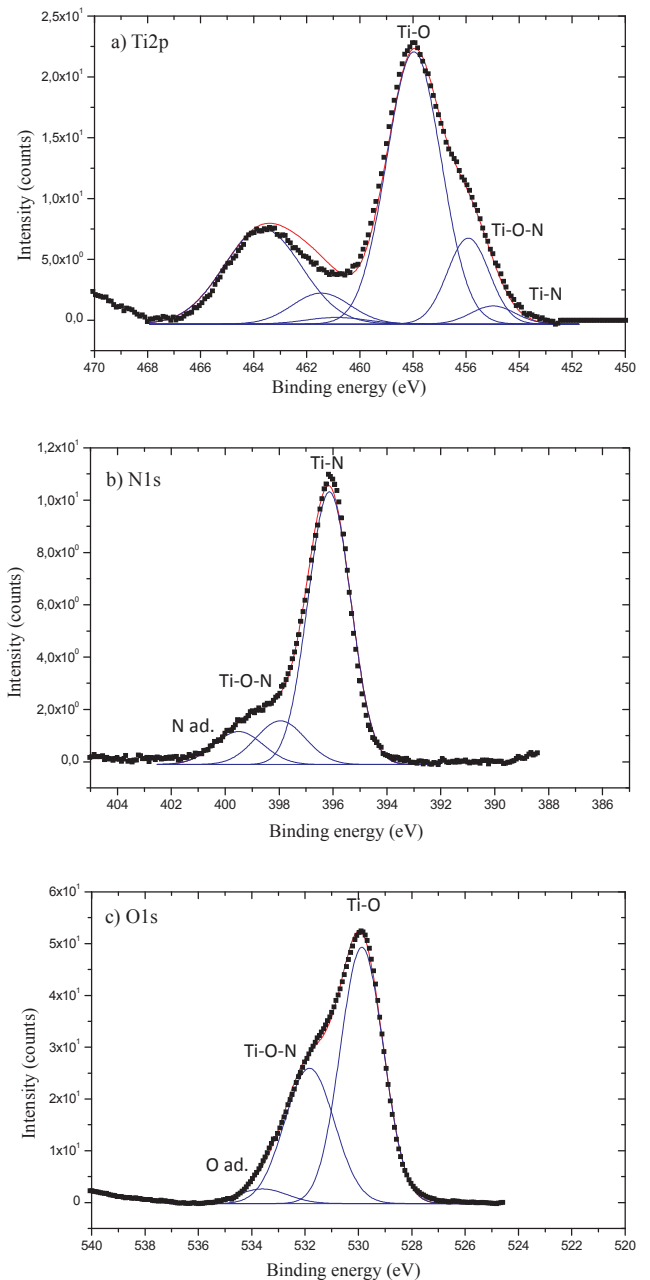 a) Ti2p
Ti-O
Ti-O-N
Ti-N
2,5x10¹
2,0x10¹
1,5x10¹
1,0x10¹
5,0x10⁰
0,0
Intensity (counts)
470 468 466 464 462 460 458 456 454 452 450
Binding energy (eV)
b) N1s
Ti-N
Ti-O-N
N ad.
1,2x10¹
1,0x10¹
8,0x10⁰
6,0x10⁰
4,0x10⁰
2,0x10⁰
0,0
Intensity (counts)
404 402 400 398 396 394 392 390 388 386
Binding energy (eV)
c) O1s
Ti-O
Ti-O-N
O ad.
6x10¹
5x10¹
4x10¹
3x10¹
2x10¹
1x10¹
0
Intensity (counts)
540 538 536 534 532 530 528 526 524 522 520
Binding energy (eV)